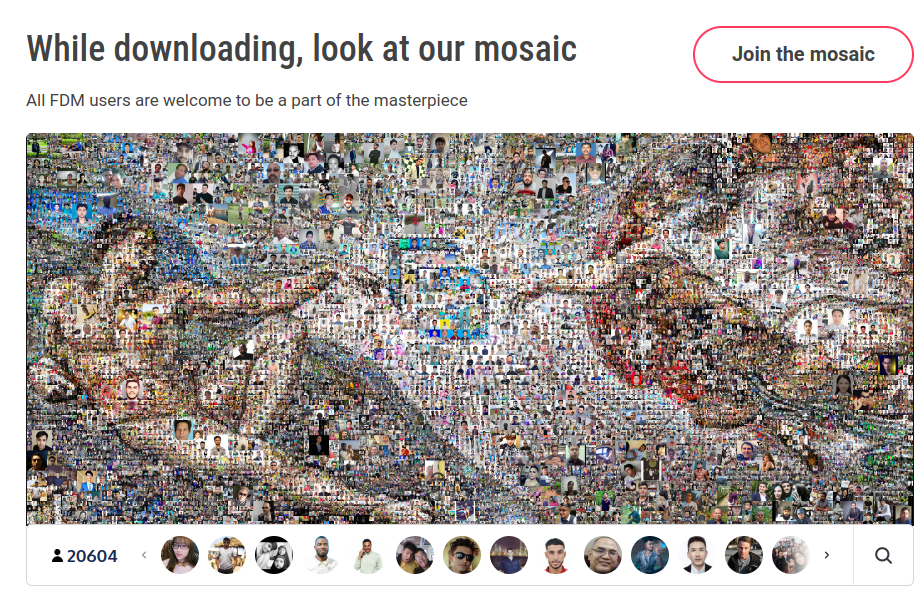 While downloading, look at our mosaic
Join the mosaic
All FDM users are welcome to be a part of the masterpiece
20604